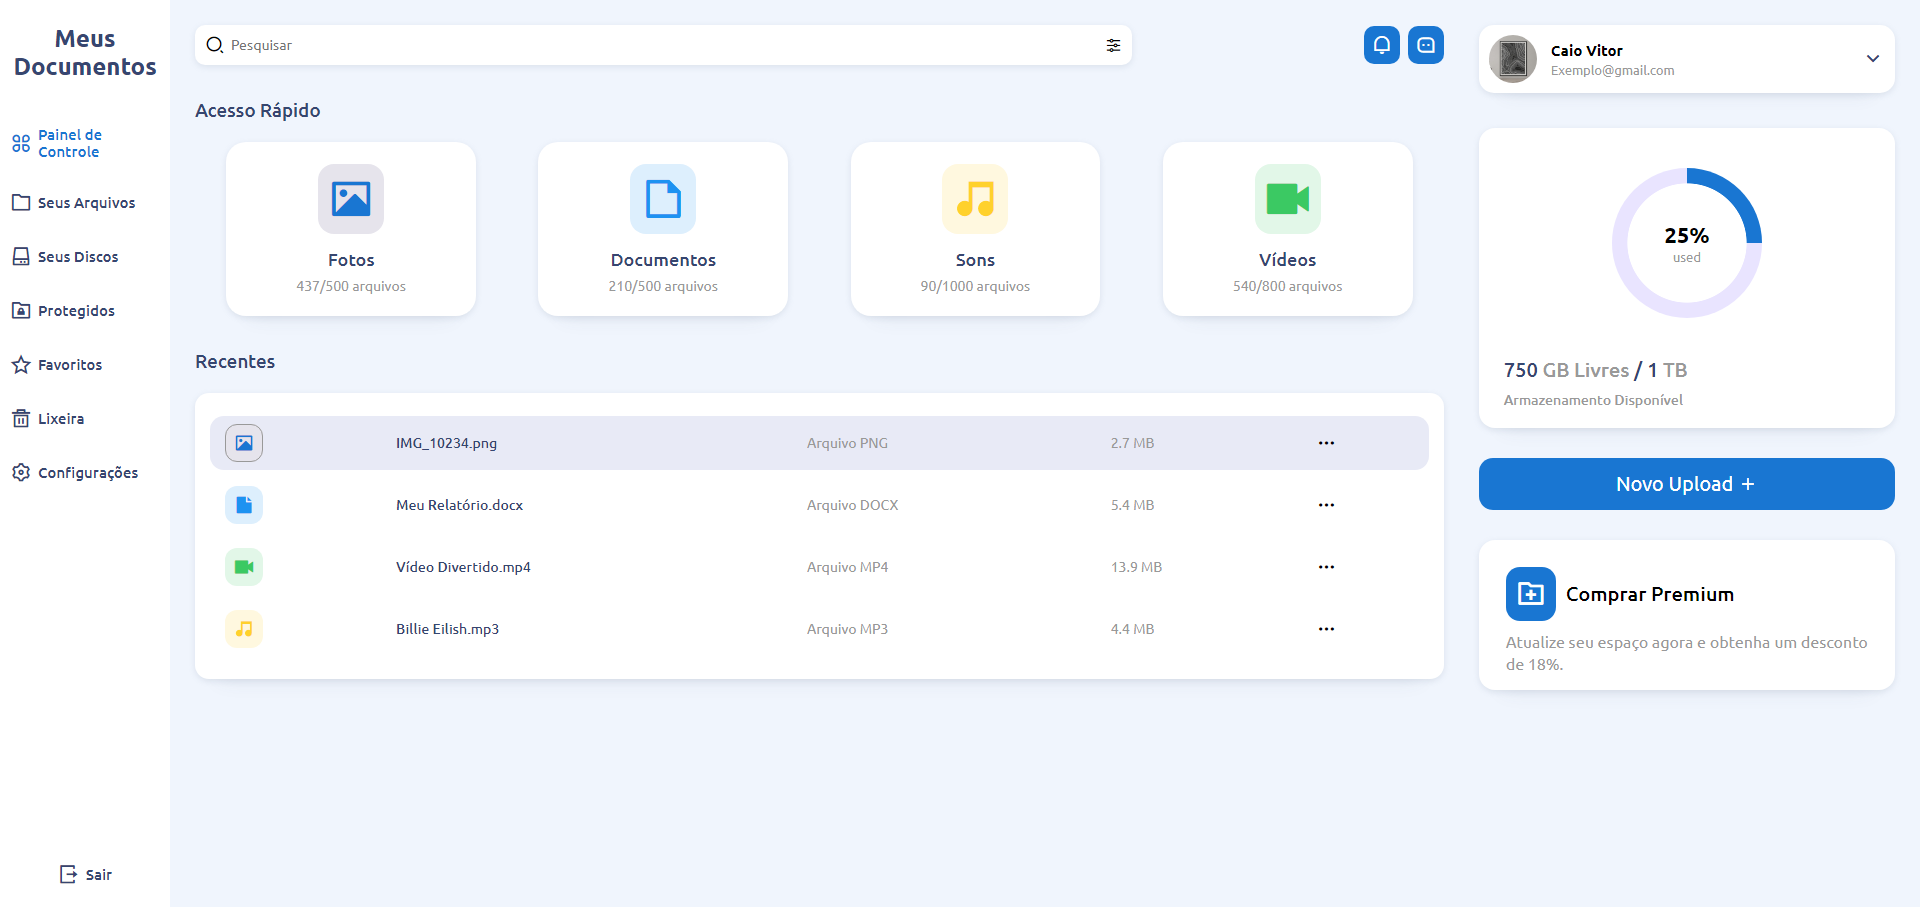 Meus
Documentos
Painel de
Controle
Seus Arquivos
Seus Discos
Protegidos
Favoritos
Lixeira
Configurações
Sair
Pesquisar
Acesso Rápido
Fotos
437/500 arquivos
Documentos
210/500 arquivos
Sons
90/1000 arquivos
Vídeos
540/800 arquivos
Recentes
IMG_10234.png Arquivo PNG 2.7 MB
Meu Relatório.docx Arquivo DOCX 5.4 MB
Vídeo Divertido.mp4 Arquivo MP4 13.9 MB
Billie Eilish.mp3 Arquivo MP3 4.4 MB
Caio Vitor
Exemplo@gmail.com
25%
used
750 GB Livres / 1 TB
Armazenamento Disponível
Novo Upload +
Comprar Premium
Atualize seu espaço agora e obtenha um desconto
de 18%.